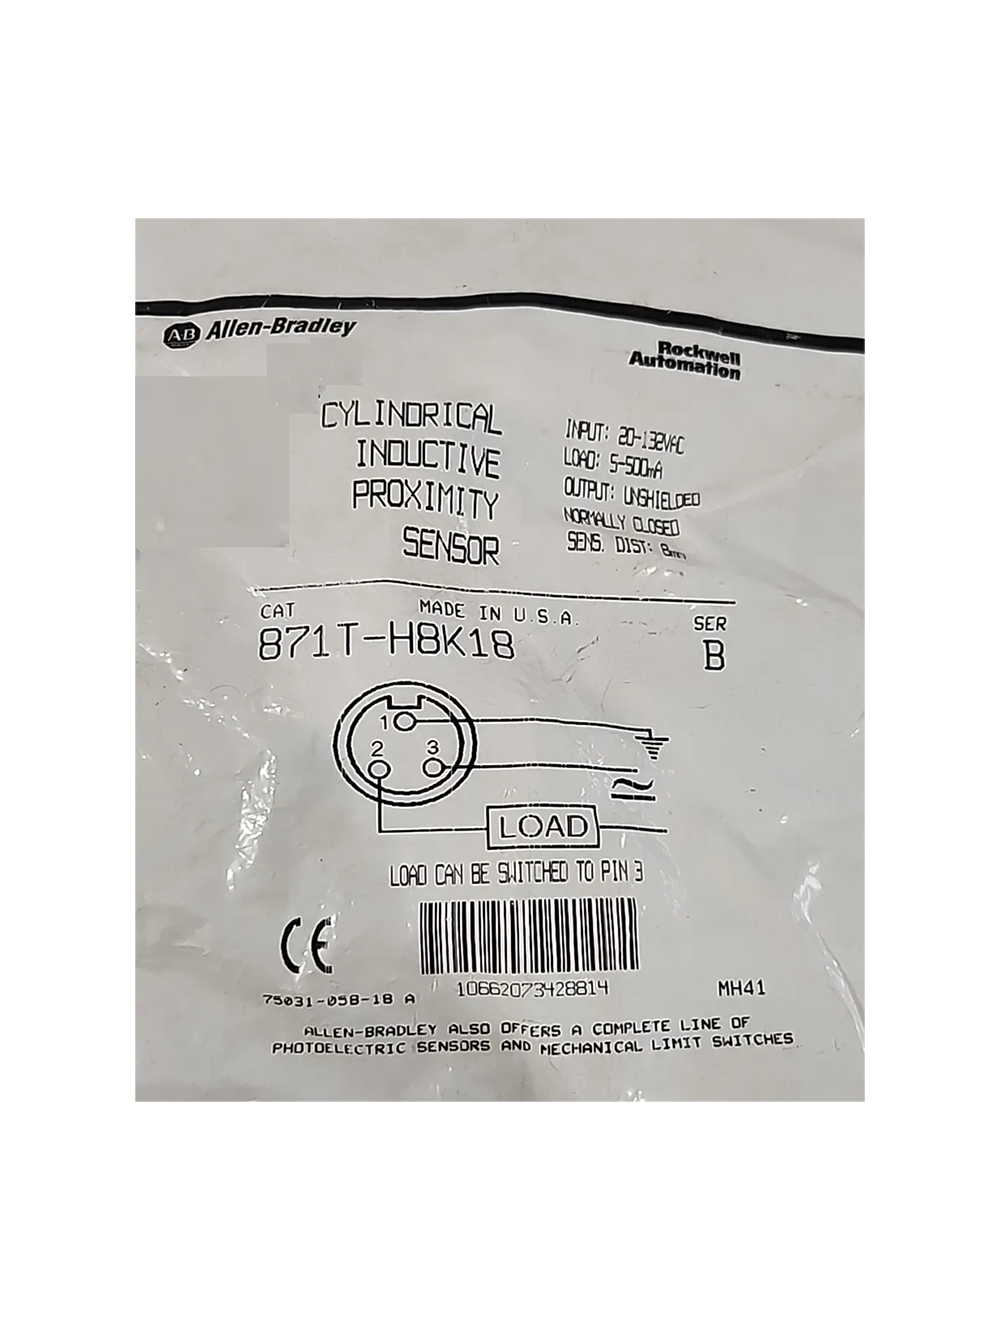 AB Allen-Bradley
Rockwell
Automation
CYLINDRICAL
INDUCTIVE
PROXIMITY
SENSOR
INPUT: 20-132VAC
LOAD: 5-500mA
OUTPUT: UNSHIELDED
NORMALLY CLOSED
SENS. DIST: 8mm
CAT MADE IN U.S.A. SER
871T-H8K18 B
1
2 3
LOAD
LOAD CAN BE SWITCHED TO PIN 3
CE
75031-058-18 A 10662073428814 MH41
ALLEN-BRADLEY ALSO OFFERS A COMPLETE LINE OF
PHOTOELECTRIC SENSORS AND MECHANICAL LIMIT SWITCHES